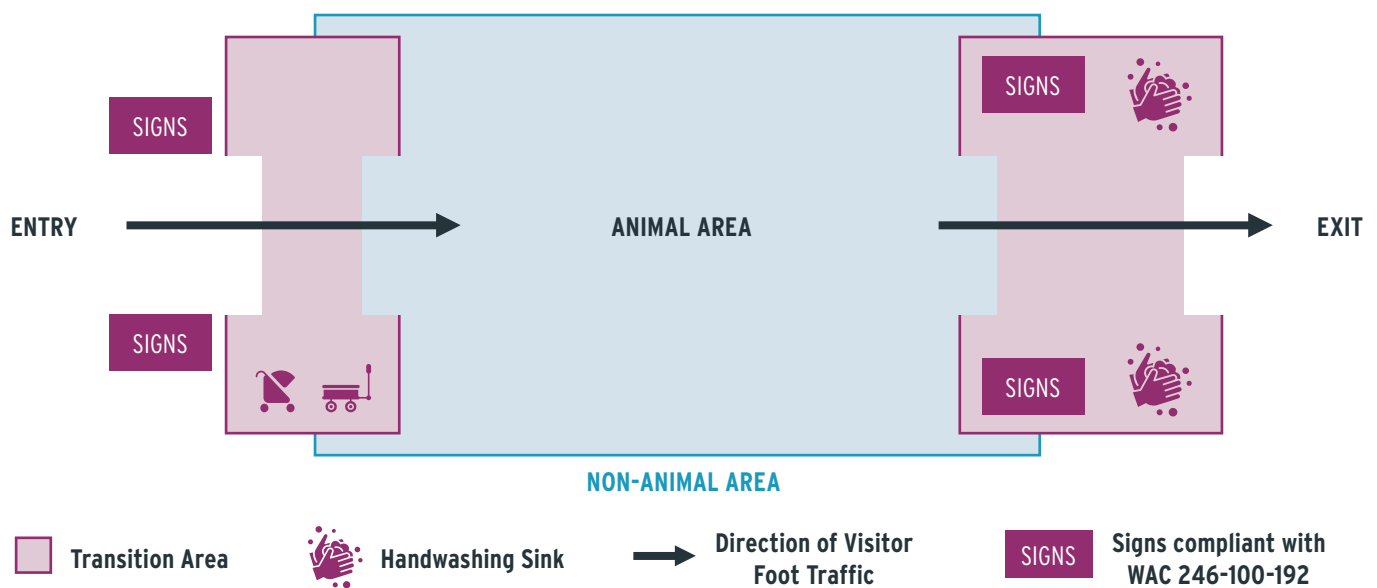 SIGNS
SIGNS
ENTRY
ANIMAL AREA
EXIT
SIGNS
SIGNS
NON-ANIMAL AREA
Transition Area
Handwashing Sink
Direction of Visitor
Foot Traffic
SIGNS
Signs compliant with
WAC 246-100-192